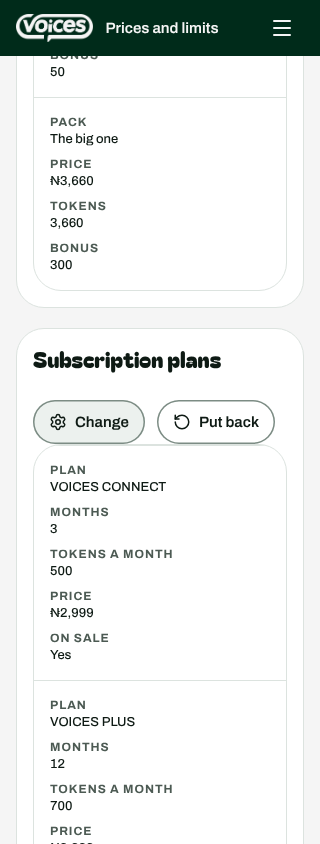 voices
Prices and limits
BONUS
50
PACK
The big one
PRICE
₦3,660
TOKENS
3,660
BONUS
300
Subscription plans
Change
Put back
PLAN
VOICES CONNECT
MONTHS
3
TOKENS A MONTH
500
PRICE
₦2,999
ON SALE
Yes
PLAN
VOICES PLUS
MONTHS
12
TOKENS A MONTH
700
PRICE